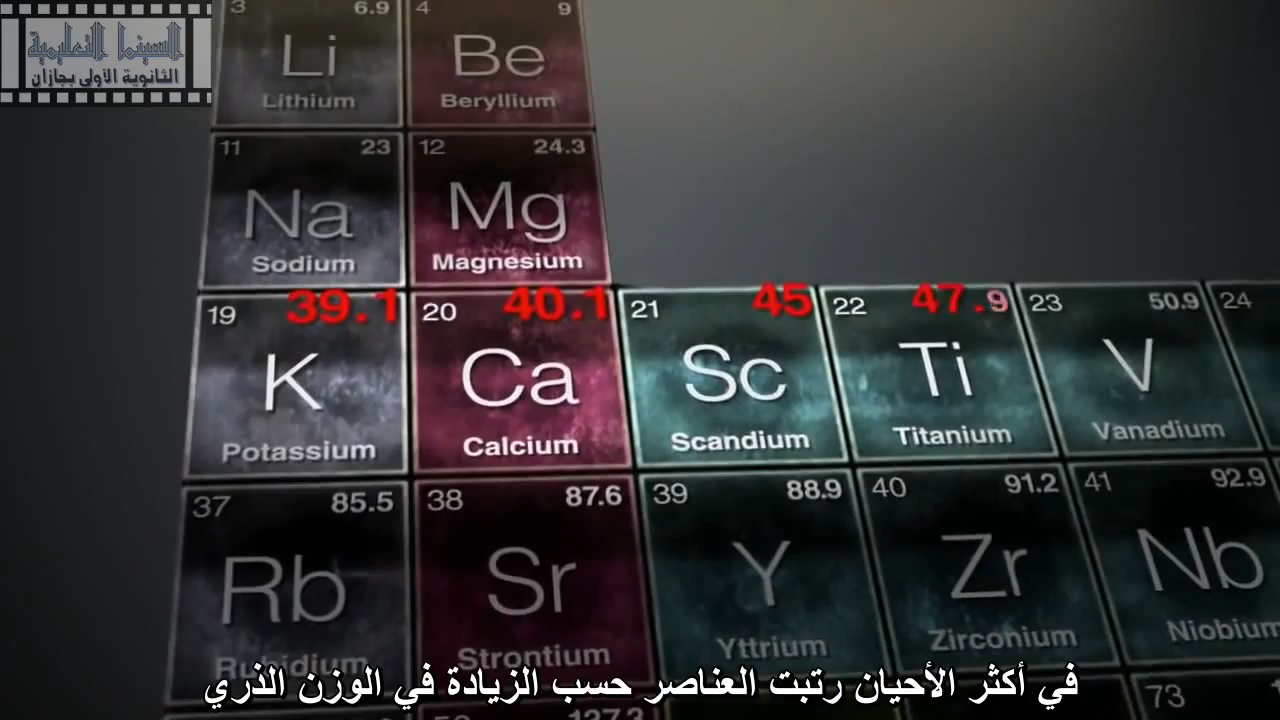 السينما التعليمية
الثانوية الأولى بجازان
3 6.9 4 9
Li Be
Lithium Beryllium
11 23 12 24.3
Na Mg
Sodium Magnesium
19 39.1 20 40.1 21 45 22 47.9 23 50.9 24
K Ca Sc Ti V
Potassium Calcium Scandium Titanium Vanadium
37 85.5 38 87.6 39 88.9 40 91.2 41 92.9
Rb Sr Y Zr Nb
Rubidium Strontium Yttrium Zirconium Niobium
في أكثر الأحيان رتبت العناصر حسب الزيادة في الوزن الذري
137.3 73